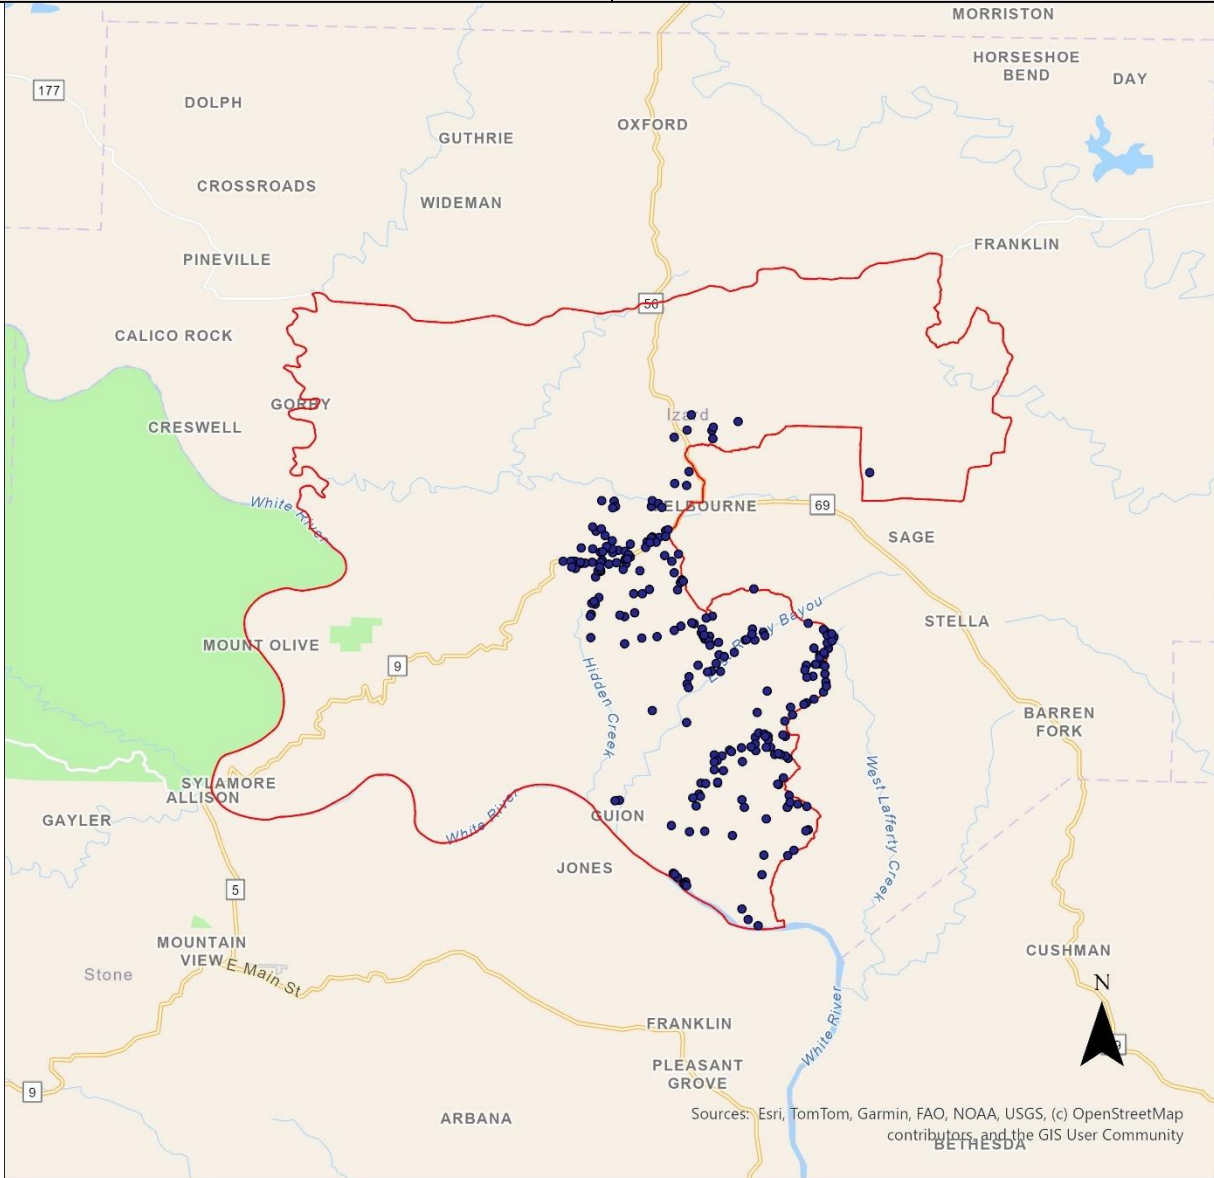 MORRISTON
HORSESHOE
BEND
DAY
177
DOLPH
OXFORD
GUTHRIE
CROSSROADS
WIDEMAN
FRANKLIN
PINEVILLE
56
CALICO ROCK
GORBY
Izard
CRESWELL
White River
ELBOURNE
69
SAGE
STELLA
MOUNT OLIVE
9
Hidden Creek
Bayou
BARREN
FORK
SYLAMORE
ALLISON
White River
GUION
West Lafferty Creek
GAYLER
JONES
5
MOUNTAIN
VIEW
E Main St
Stone
CUSHMAN
N
White River
FRANKLIN
PLEASANT
GROVE
9
ARBANA
Sources: Esri, TomTom, Garmin, FAO, NOAA, USGS, (c) OpenStreetMap
contributors, and the GIS User Community
BETHESDA